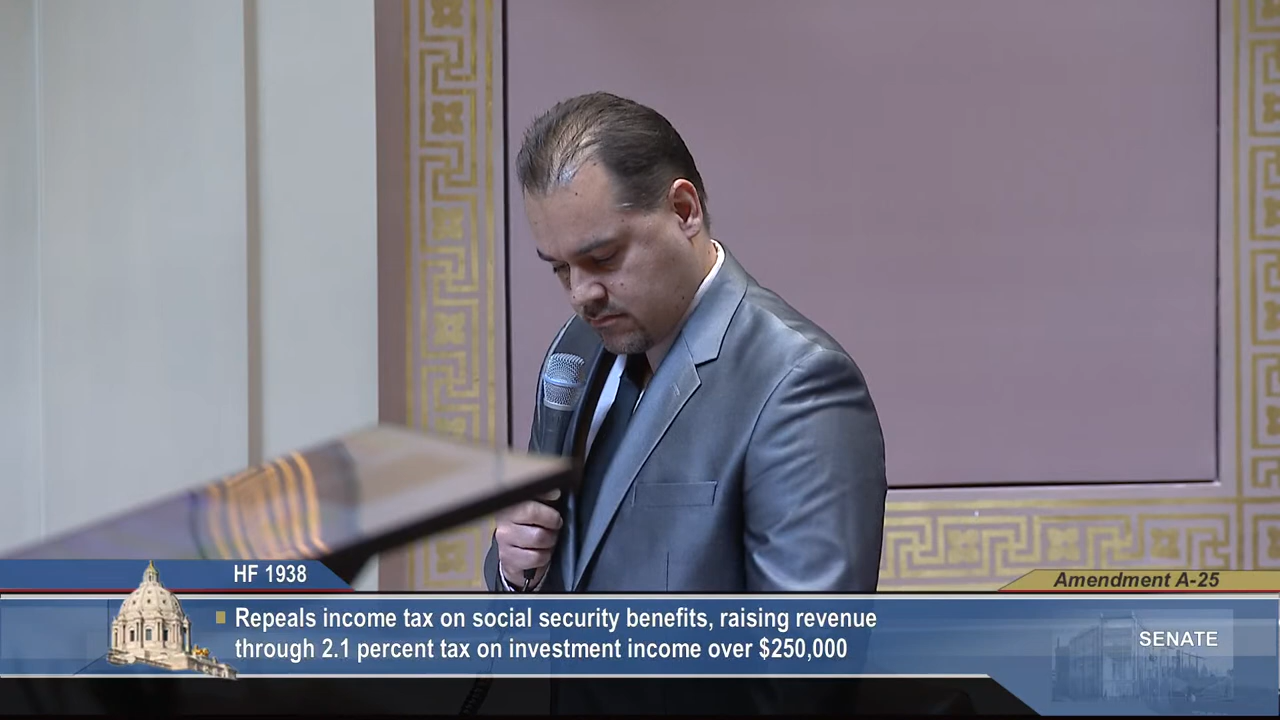 HF 1938
Amendment A-25
Repeals income tax on social security benefits, raising revenue
through 2.1 percent tax on investment income over $250,000
SENATE